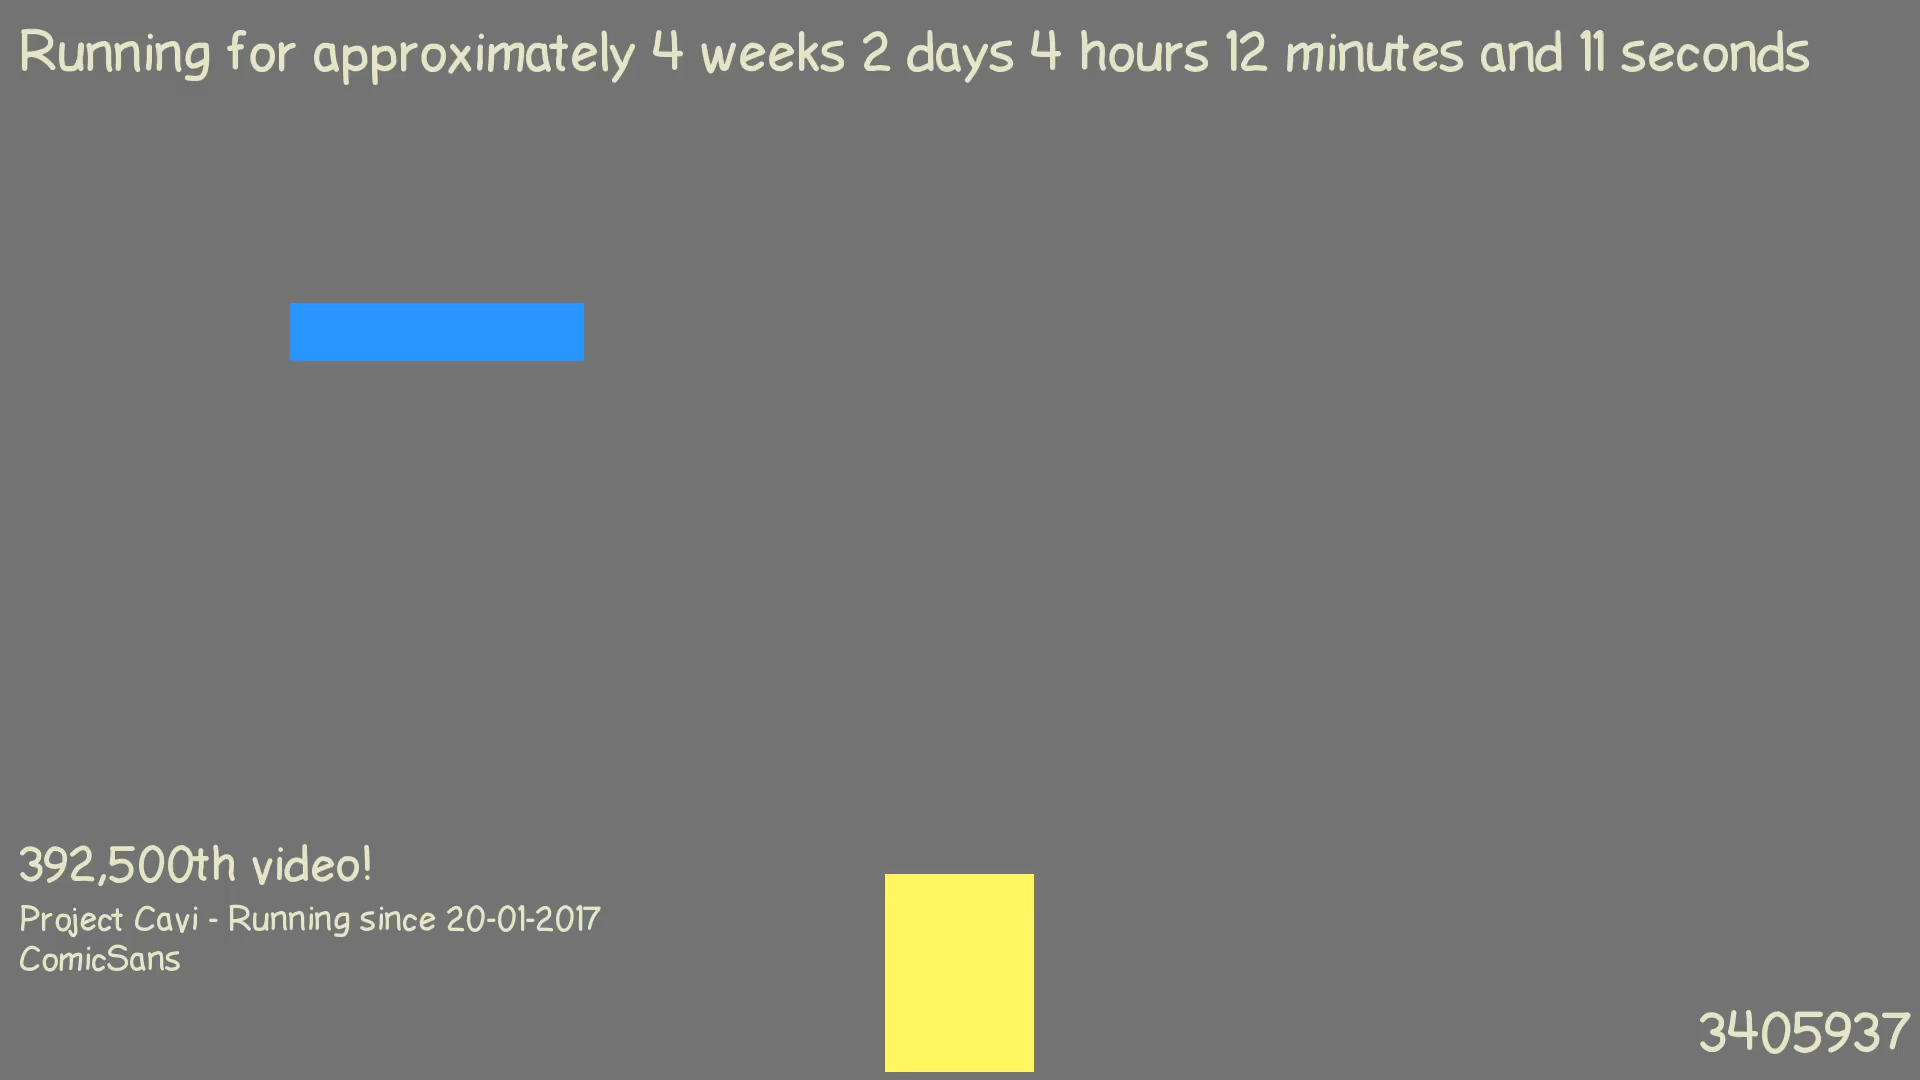 Running for approximately 4 weeks 2 days 4 hours 12 minutes and 11 seconds
392,500th video!
Project Cavi - Running since 20-01-2017
ComicSans
3405937